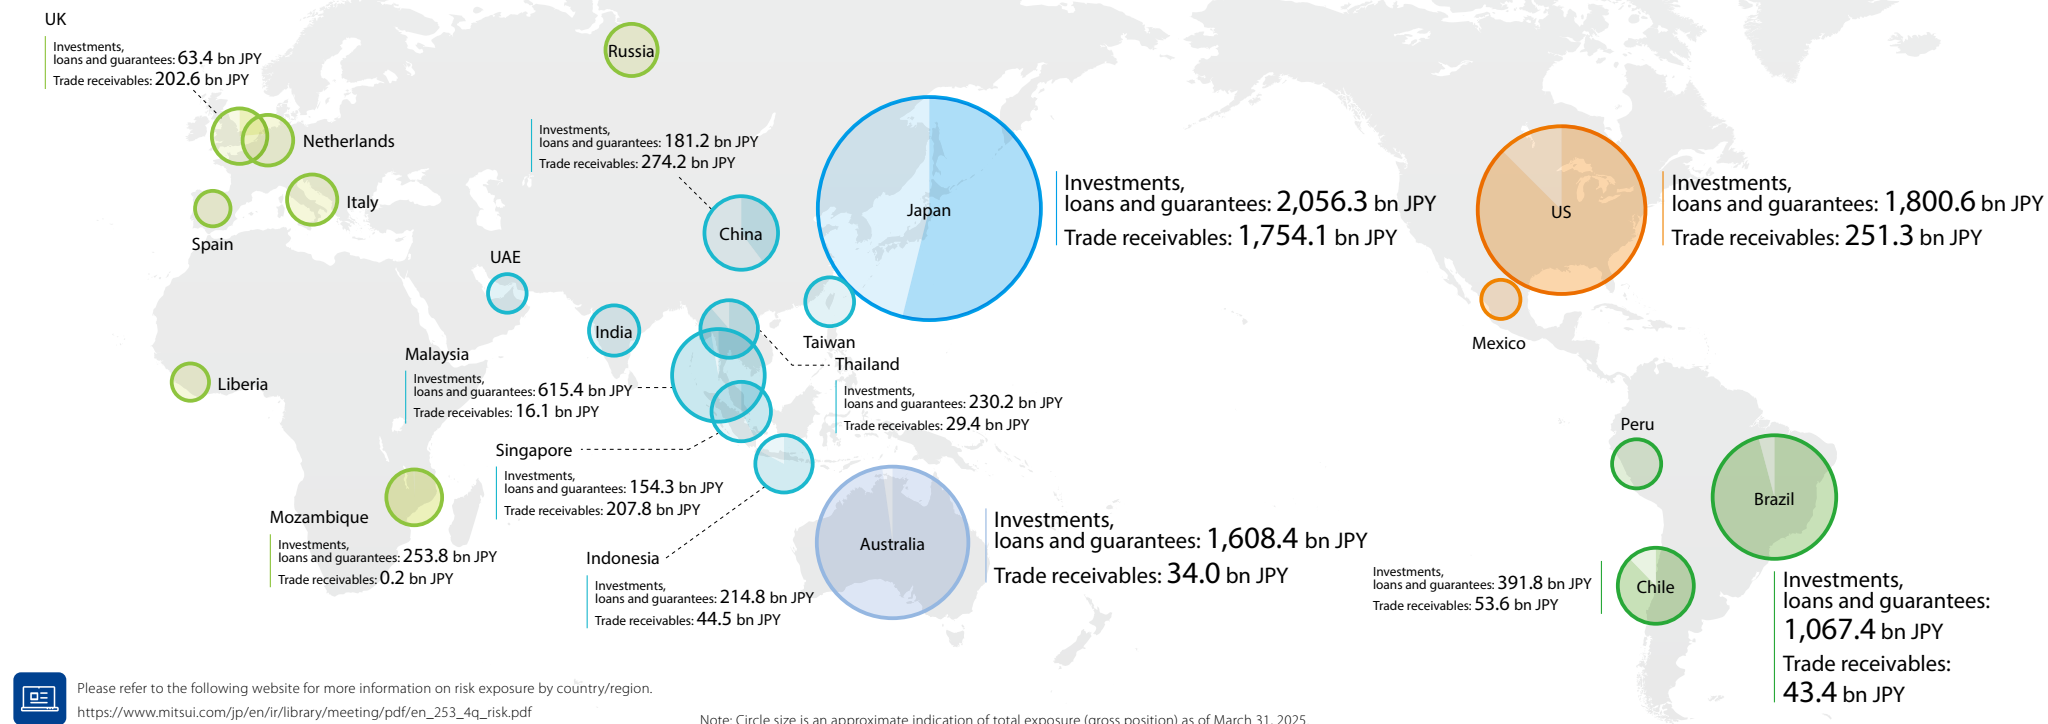 UK
Investments,
loans and guarantees: 63.4 bn JPY
Trade receivables: 202.6 bn JPY
Russia
Netherlands
Italy
Spain
Investments,
loans and guarantees: 181.2 bn JPY
Trade receivables: 274.2 bn JPY
China
Japan
Investments,
loans and guarantees: 2,056.3 bn JPY
Trade receivables: 1,754.1 bn JPY
US
Investments,
loans and guarantees: 1,800.6 bn JPY
Trade receivables: 251.3 bn JPY
Mexico
UAE
India
Taiwan
Thailand
Investments,
loans and guarantees: 230.2 bn JPY
Trade receivables: 29.4 bn JPY
Malaysia
Investments,
loans and guarantees: 615.4 bn JPY
Trade receivables: 16.1 bn JPY
Liberia
Singapore
Investments,
loans and guarantees: 154.3 bn JPY
Trade receivables: 207.8 bn JPY
Mozambique
Investments,
loans and guarantees: 253.8 bn JPY
Trade receivables: 0.2 bn JPY
Indonesia
Investments,
loans and guarantees: 214.8 bn JPY
Trade receivables: 44.5 bn JPY
Australia
Investments,
loans and guarantees: 1,608.4 bn JPY
Trade receivables: 34.0 bn JPY
Peru
Brazil
Investments,
loans and guarantees:
1,067.4 bn JPY
Trade receivables:
43.4 bn JPY
Chile
Investments,
loans and guarantees: 391.8 bn JPY
Trade receivables: 53.6 bn JPY
Please refer to the following website for more information on risk exposure by country/region.
https://www.mitsui.com/jp/en/ir/library/meeting/pdf/en_253_4q_risk.pdf
Note: Circle size is an approximate indication of total exposure (gross position) as of March 31, 2025